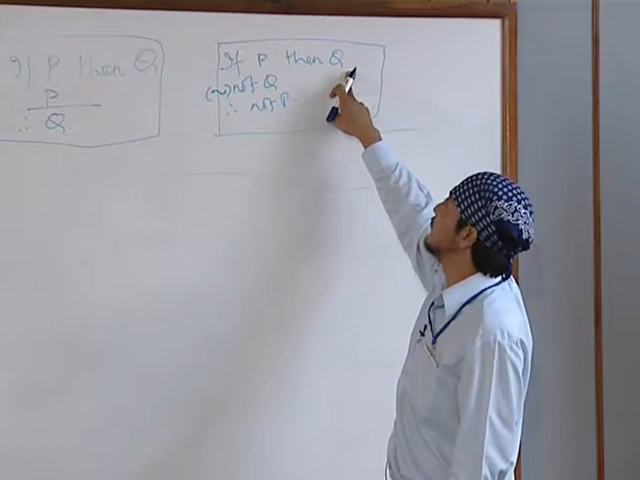 If P then Q
P
∴ Q.
If P then Q
(~) not Q
∴ not P.